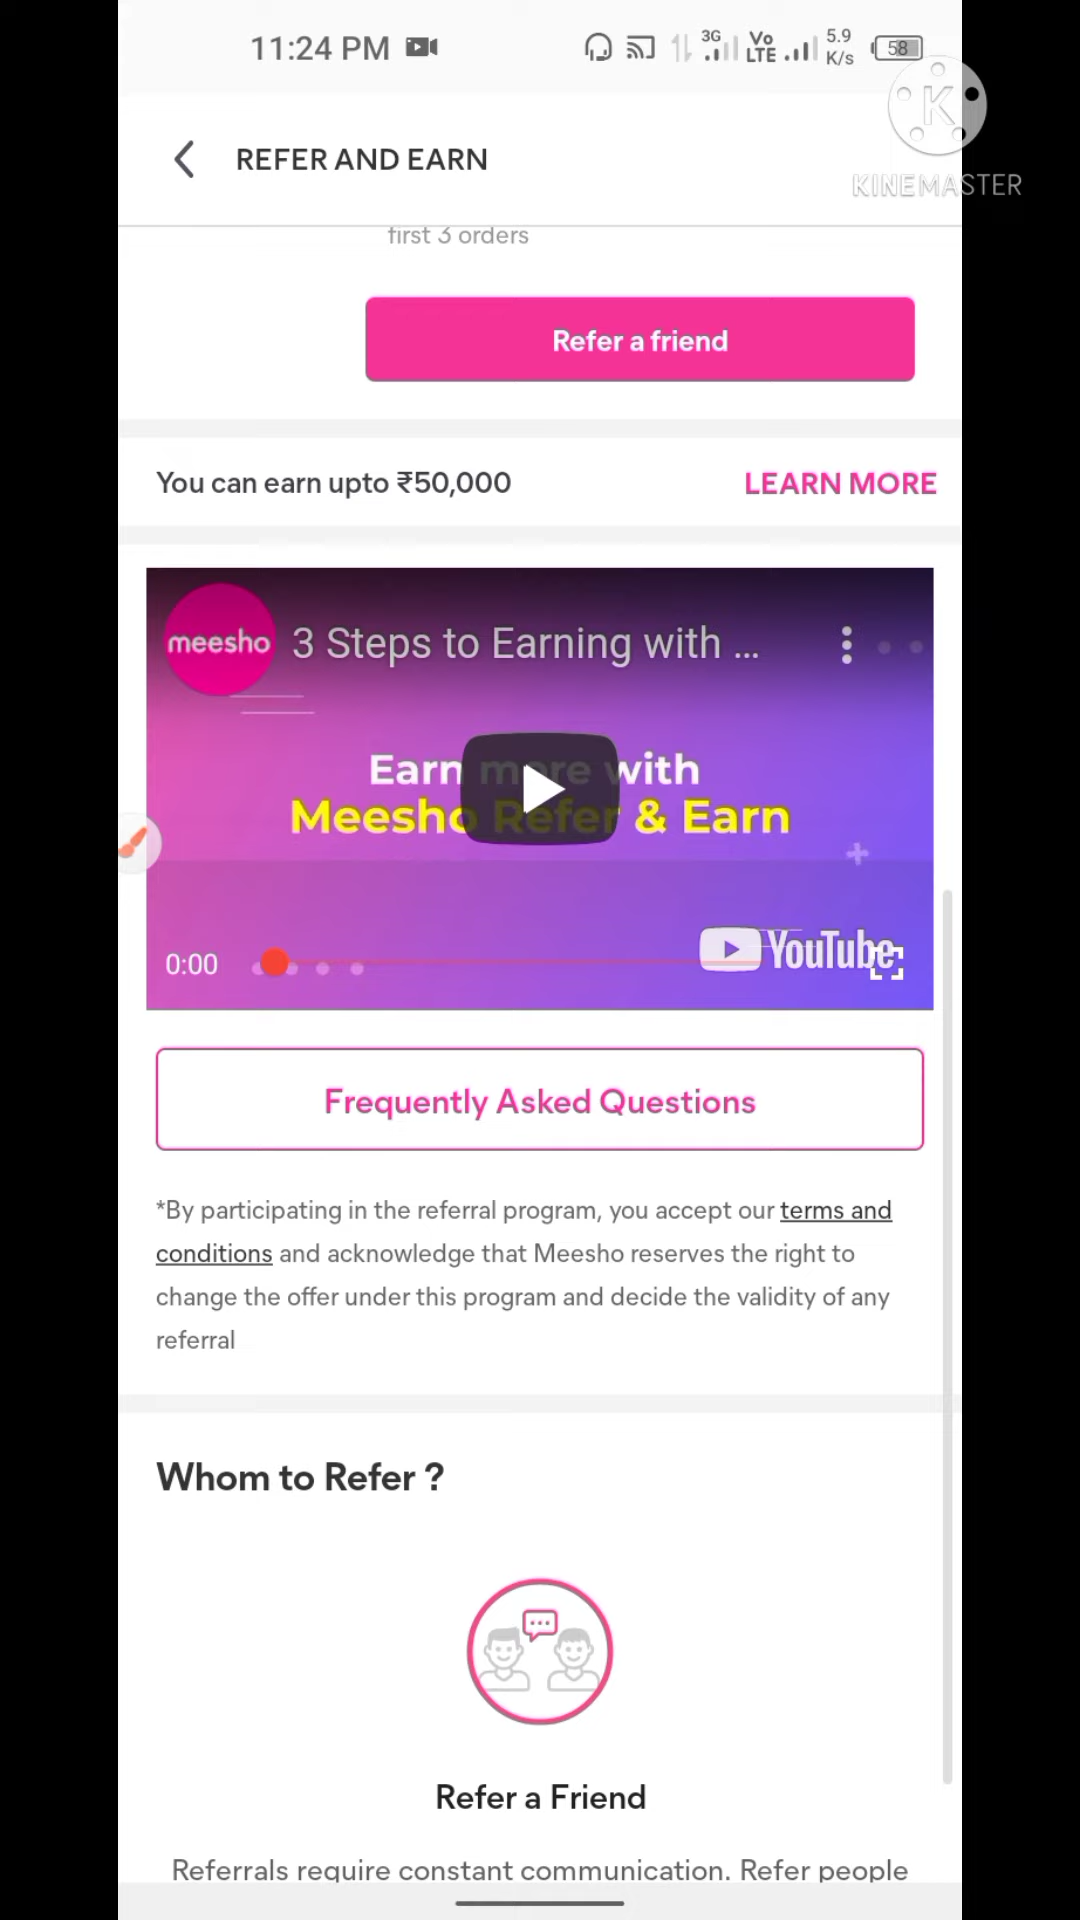 11:24 PM
3G
Vo
LTE
5.9
K/s
58
K
KINEMASTER
REFER AND EARN
first 3 orders
Refer a friend
You can earn upto ₹50,000
LEARN MORE
meesho
3 Steps to Earning with ...
Earn more with
Meesho Refer & Earn
0:00
YouTube
Frequently Asked Questions
*By participating in the referral program, you accept our terms and
conditions and acknowledge that Meesho reserves the right to
change the offer under this program and decide the validity of any
referral
Whom to Refer ?
Refer a Friend
Referrals require constant communication. Refer people